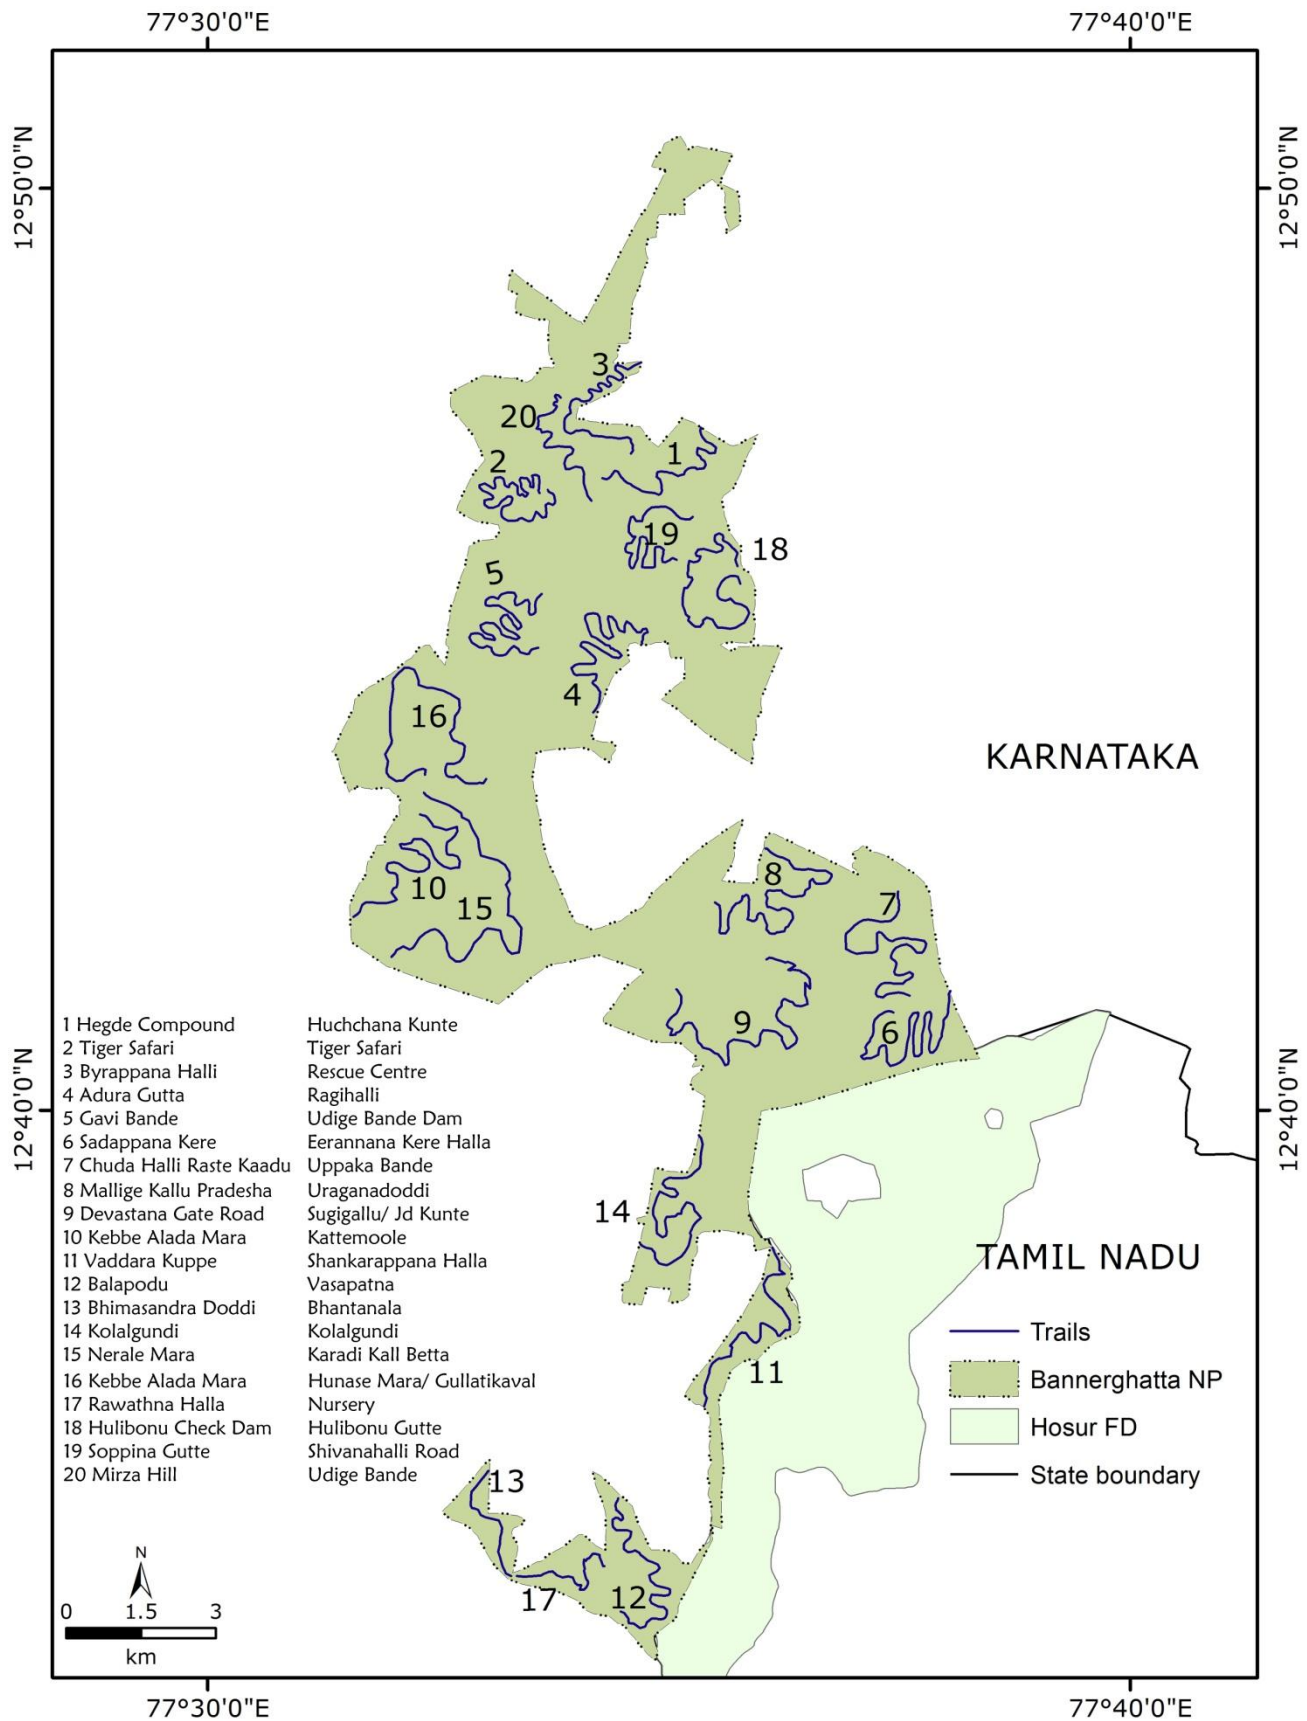 77°30'0"E 77°40'0"E
12°50'0"N 12°50'0"N
3
20
1
2
19
18
5
4
16
KARNATAKA
8
10
7
15
9
6
1 Hegde Compound Huchchana Kunte
2 Tiger Safari Tiger Safari
3 Byrappana Halli Rescue Centre
4 Adura Gutta Ragihalli
5 Gavi Bande Udige Bande Dam
6 Sadappana Kere Eerannana Kere Halla
7 Chuda Halli Raste Kaadu Uppaka Bande
8 Mallige Kallu Pradesha Uraganadoddi
9 Devastana Gate Road Sugigallu/ Jd Kunte
10 Kebbe Alada Mara Kattemoole
11 Vaddara Kuppe Shankarappana Halla
12 Balapodu Vasapatna
13 Bhimasandra Doddi Bhantanala
14 Kolalgundi Kolalgundi
15 Nerale Mara Karadi Kall Betta
16 Kebbe Alada Mara Hunase Mara/ Gullatikaval
17 Rawathna Halla Nursery
18 Hulibonu Check Dam Hulibonu Gutte
19 Soppina Gutte Shivanahalli Road
20 Mirza Hill Udige Bande
12°40'0"N 12°40'0"N
14
TAMIL NADU
11
Trails
Bannerghatta NP
Hosur FD
State boundary
13
17
12
N
0 1.5 3
km
77°30'0"E 77°40'0"E